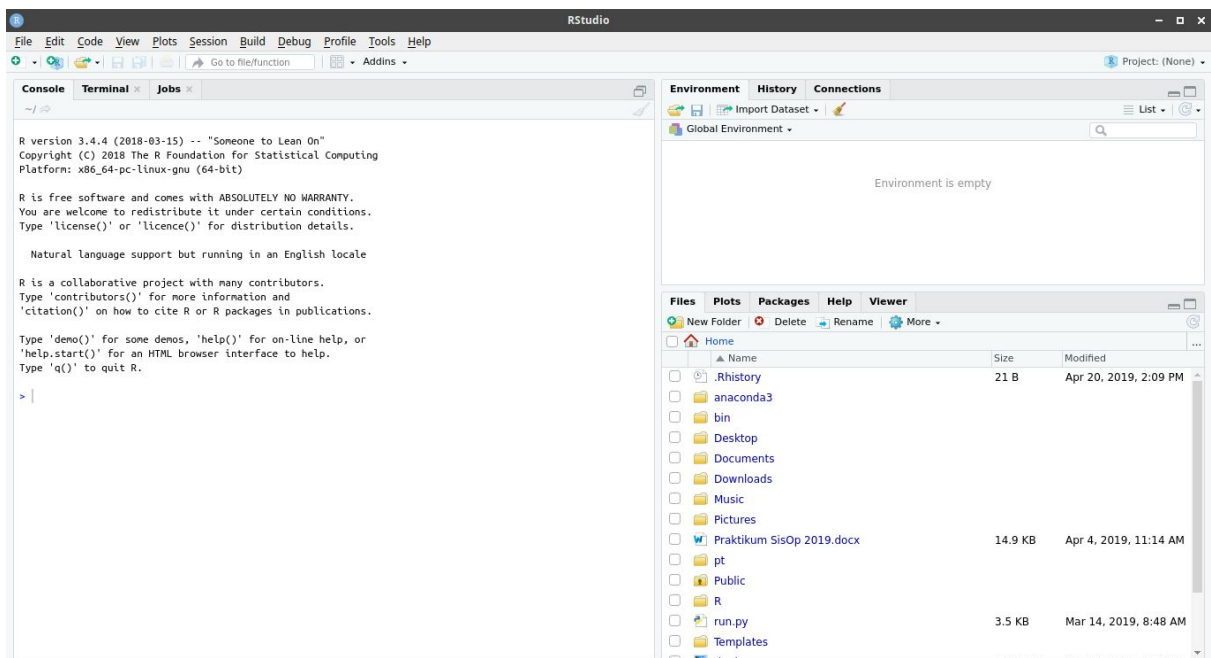 RStudio
File Edit Code View Plots Session Build Debug Profile Tools Help
Go to file/function Addins Project: (None)
Console Terminal Jobs
~/
R version 3.4.4 (2018-03-15) -- "Someone to Lean On"
Copyright (C) 2018 The R Foundation for Statistical Computing
Platform: x86_64-pc-linux-gnu (64-bit)
R is free software and comes with ABSOLUTELY NO WARRANTY.
You are welcome to redistribute it under certain conditions.
Type 'license()' or 'licence()' for distribution details.
Natural language support but running in an English locale
R is a collaborative project with many contributors.
Type 'contributors()' for more information and
'citation()' on how to cite R or R packages in publications.
Type 'demo()' for some demos, 'help()' for on-line help, or
'help.start()' for an HTML browser interface to help.
Type 'q()' to quit R.
>
Environment History Connections
Import Dataset List
Global Environment
Environment is empty
Files Plots Packages Help Viewer
New Folder Delete Rename More
Home ...
Name Size Modified
.Rhistory 21 B Apr 20, 2019, 2:09 PM
anaconda3
bin
Desktop
Documents
Downloads
Music
Pictures
Praktikum SisOp 2019.docx 14.9 KB Apr 4, 2019, 11:14 AM
pt
Public
R
run.py 3.5 KB Mar 14, 2019, 8:48 AM
Templates